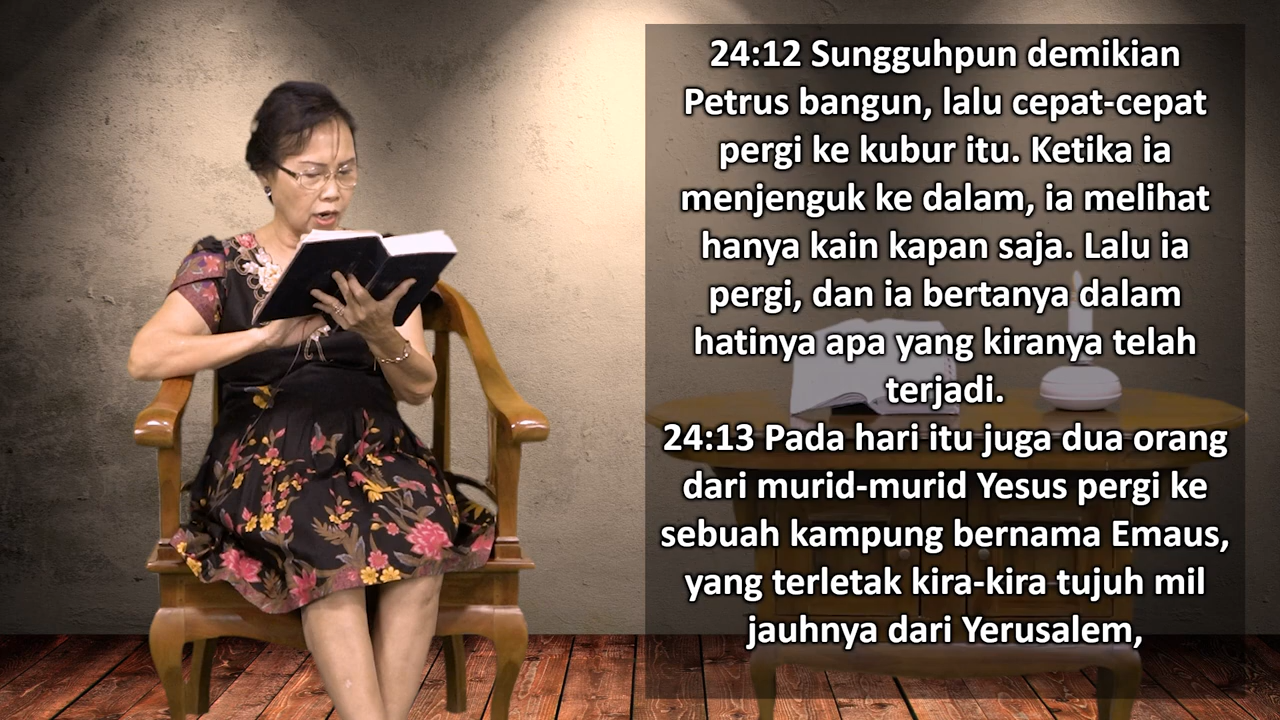 24:12 Sungguhpun demikian
Petrus bangun, lalu cepat-cepat
pergi ke kubur itu. Ketika ia
menjenguk ke dalam, ia melihat
hanya kain kapan saja. Lalu ia
pergi, dan ia bertanya dalam
hatinya apa yang kiranya telah
terjadi.
24:13 Pada hari itu juga dua orang
dari murid-murid Yesus pergi ke
sebuah kampung bernama Emaus,
yang terletak kira-kira tujuh mil
jauhnya dari Yerusalem,